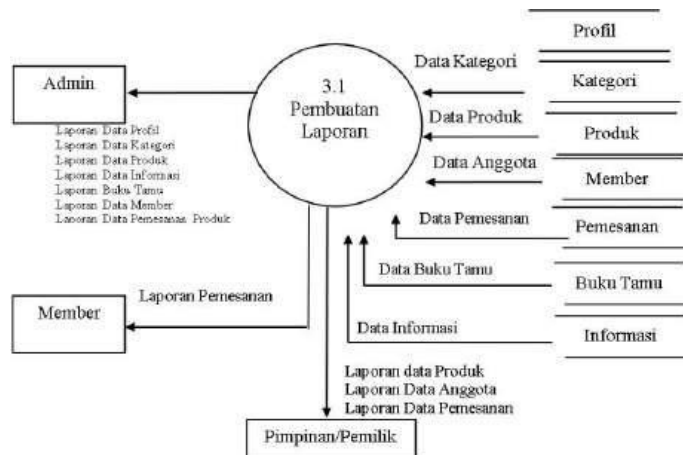 Profil
Data Kategori
Kategori
Admin
3.1
Pembuatan
Laporan
Data Produk
Produk
Laporan Data Profil
Laporan Data Kategori
Laporan Data Produk
Laporan Data Informasi
Laporan Buku Tamu
Laporan Data Member
Laporan Data Pemesanas Produk
Data Anggota
Member
Data Pemesanan
Pemesanan
Data Buku Tamu
Buku Tamu
Laporan Pemesanan
Member
Data Informasi
Informasi
Laporan data Produk
Laporan Data Anggota
Laporan Data Pemesanan
Pimpinan/Pemilik